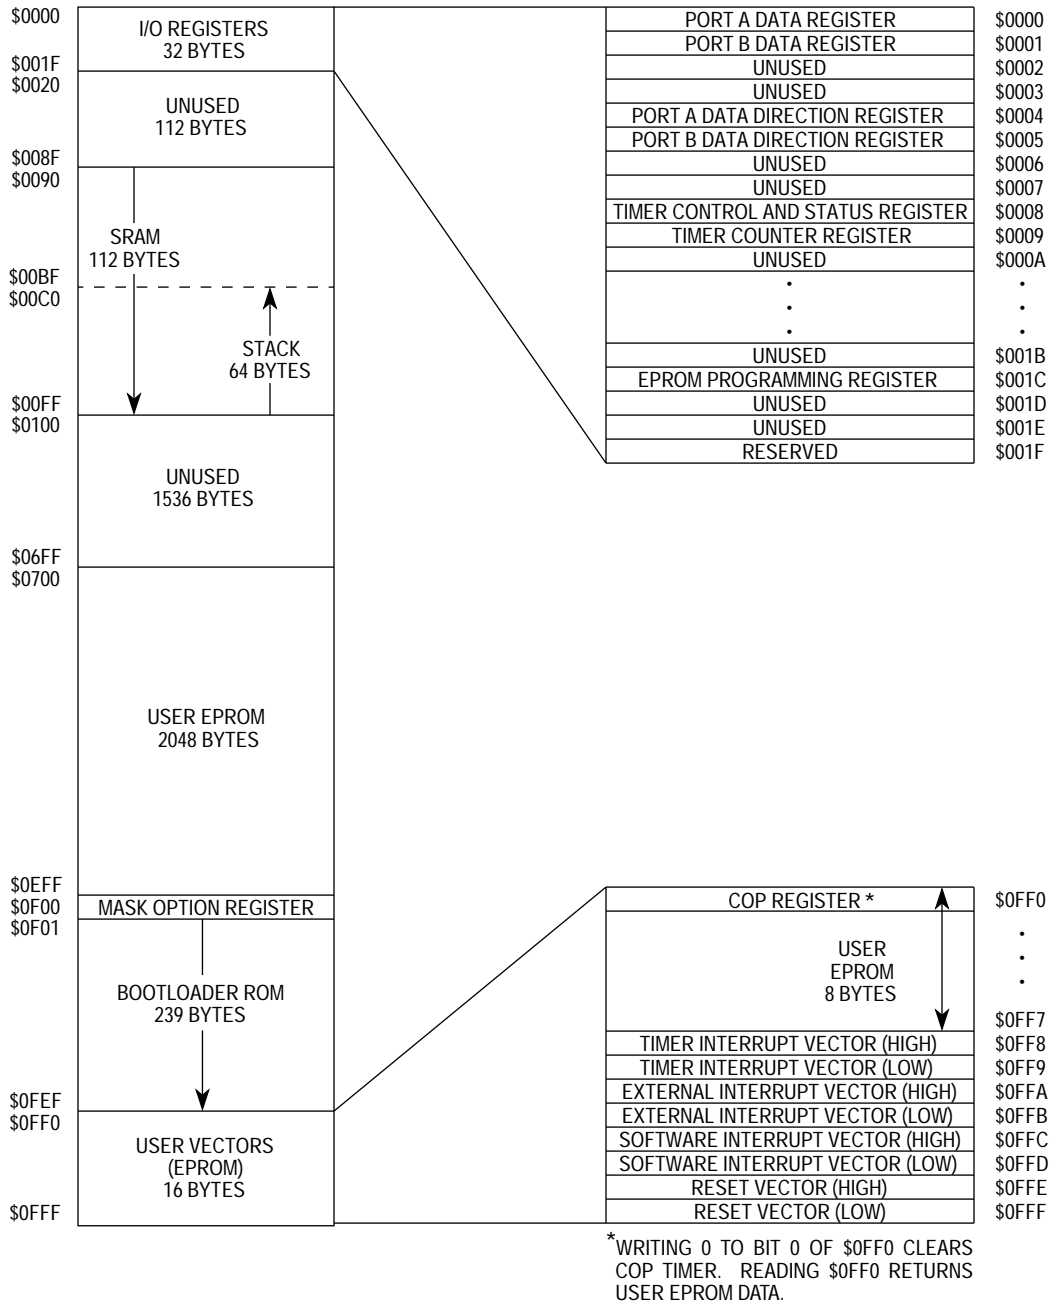 $0000
I/O REGISTERS
32 BYTES
$001F
$0020
UNUSED
112 BYTES
$008F
$0090
SRAM
112 BYTES
$00BF
$00C0
STACK
64 BYTES
$00FF
$0100
UNUSED
1536 BYTES
$06FF
$0700
USER EPROM
2048 BYTES
$0EFF
$0F00 MASK OPTION REGISTER
$0F01
BOOTLOADER ROM
239 BYTES
$0FEF
$0FF0
USER VECTORS
(EPROM)
16 BYTES
$0FFF
PORT A DATA REGISTER $0000
PORT B DATA REGISTER $0001
UNUSED $0002
UNUSED $0003
PORT A DATA DIRECTION REGISTER $0004
PORT B DATA DIRECTION REGISTER $0005
UNUSED $0006
UNUSED $0007
TIMER CONTROL AND STATUS REGISTER $0008
TIMER COUNTER REGISTER $0009
UNUSED $000A
• •
• •
• •
UNUSED $001B
EPROM PROGRAMMING REGISTER $001C
UNUSED $001D
UNUSED $001E
RESERVED $001F
COP REGISTER * $0FF0
•
•
•
USER
EPROM
8 BYTES
$0FF7
TIMER INTERRUPT VECTOR (HIGH) $0FF8
TIMER INTERRUPT VECTOR (LOW) $0FF9
EXTERNAL INTERRUPT VECTOR (HIGH) $0FFA
EXTERNAL INTERRUPT VECTOR (LOW) $0FFB
SOFTWARE INTERRUPT VECTOR (HIGH) $0FFC
SOFTWARE INTERRUPT VECTOR (LOW) $0FFD
RESET VECTOR (HIGH) $0FFE
RESET VECTOR (LOW) $0FFF
*WRITING 0 TO BIT 0 OF $0FF0 CLEARS
COP TIMER. READING $0FF0 RETURNS
USER EPROM DATA.